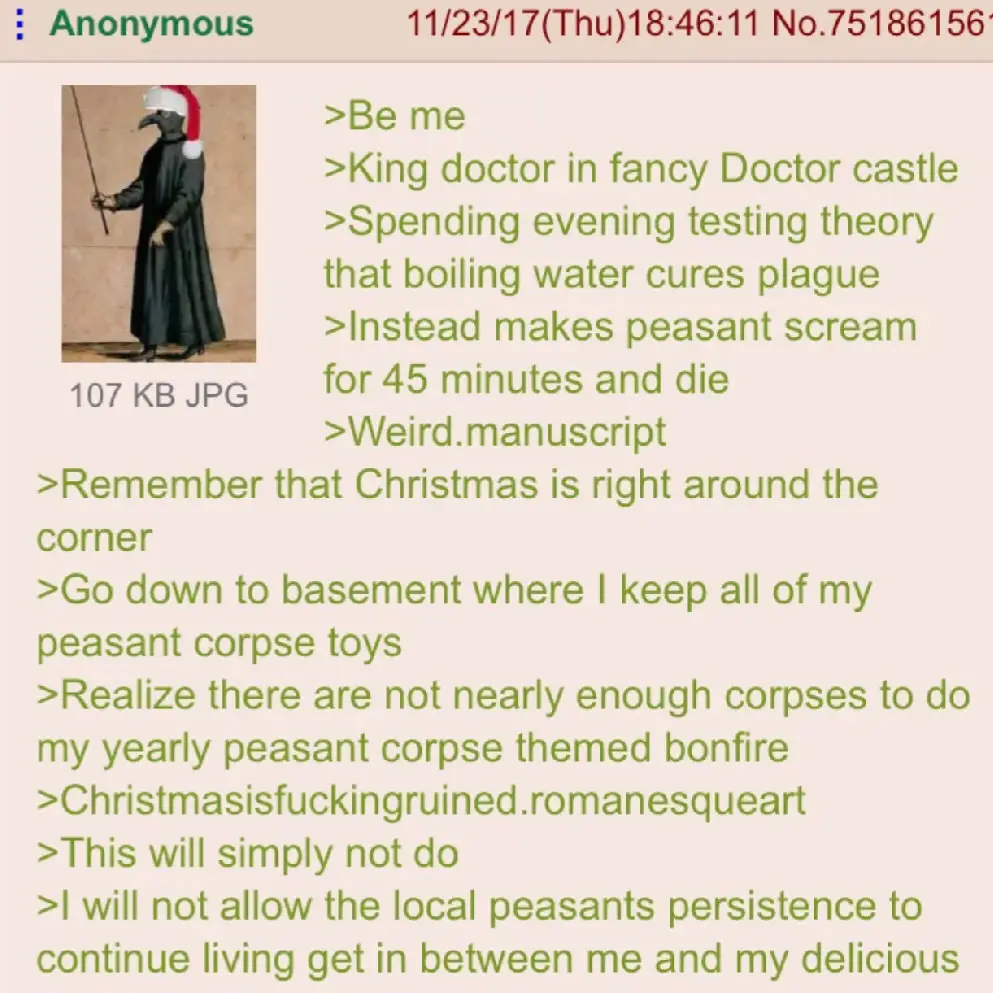 Anonymous 11/23/17(Thu)18:46:11 No.751861561
>Be me
>King doctor in fancy Doctor castle
>Spending evening testing theory
that boiling water cures plague
>Instead makes peasant scream
for 45 minutes and die
>Weird.manuscript
107 KB JPG
>Remember that Christmas is right around the
corner
>Go down to basement where I keep all of my
peasant corpse toys
>Realize there are not nearly enough corpses to do
my yearly peasant corpse themed bonfire
>Christmasisfuckingruined.romanesqueart
>This will simply not do
>I will not allow the local peasants persistence to
continue living get in between me and my delicious